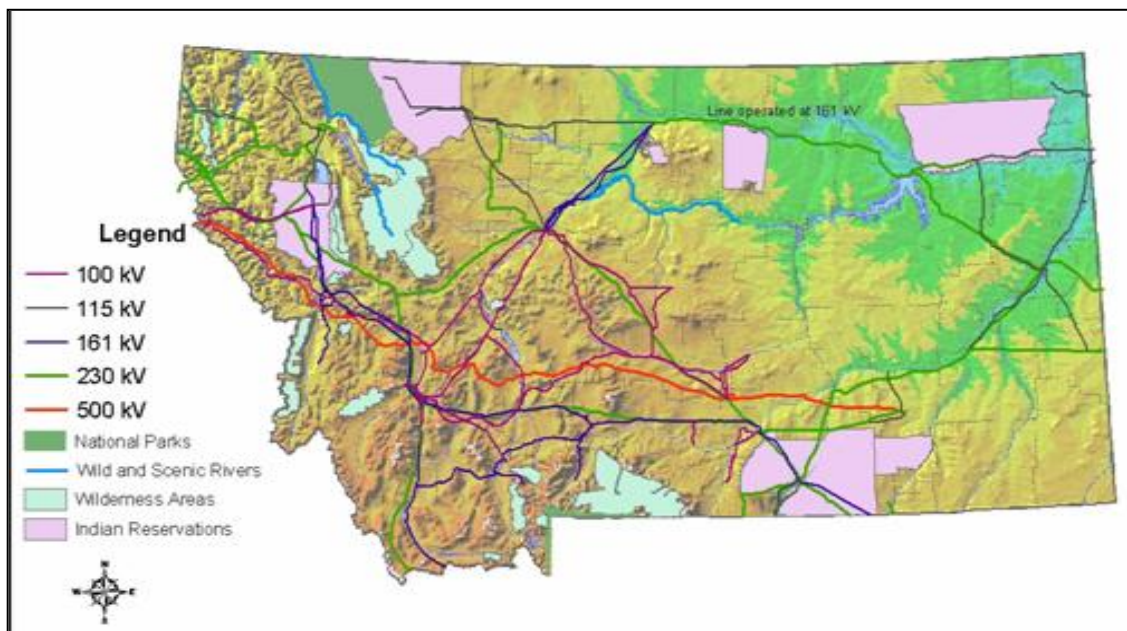 Line operated at 161 kV
Legend
100 kV
115 kV
161 kV
230 kV
500 kV
National Parks
Wild and Scenic Rivers
Wilderness Areas
Indian Reservations
N
W E
S